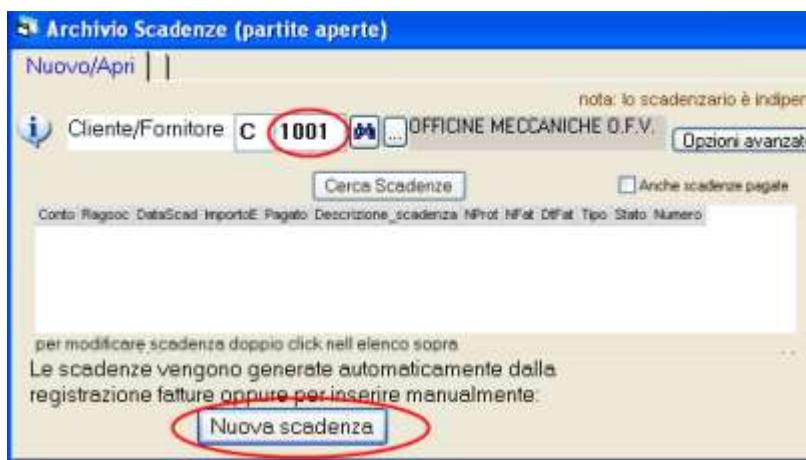 Archivio Scadenze (partite aperte)
Nuovo/Apri
nota: lo scadenzario è indipen
Cliente/Fornitore C 1001 ... OFFICINE MECCANICHE O.F.V. Opzioni avanzat
Cerca Scadenze Anche scadenze pagate
Conto Ragsoc DataScad ImportoE Pagato Descrizione_scadenza NProt NFat DtFat Tipo Stato Numero
per modificare scadenza doppio click nell elenco sopra
Le scadenze vengono generate automaticamente dalla
registrazione fatture oppure per inserire manualmente:
Nuova scadenza